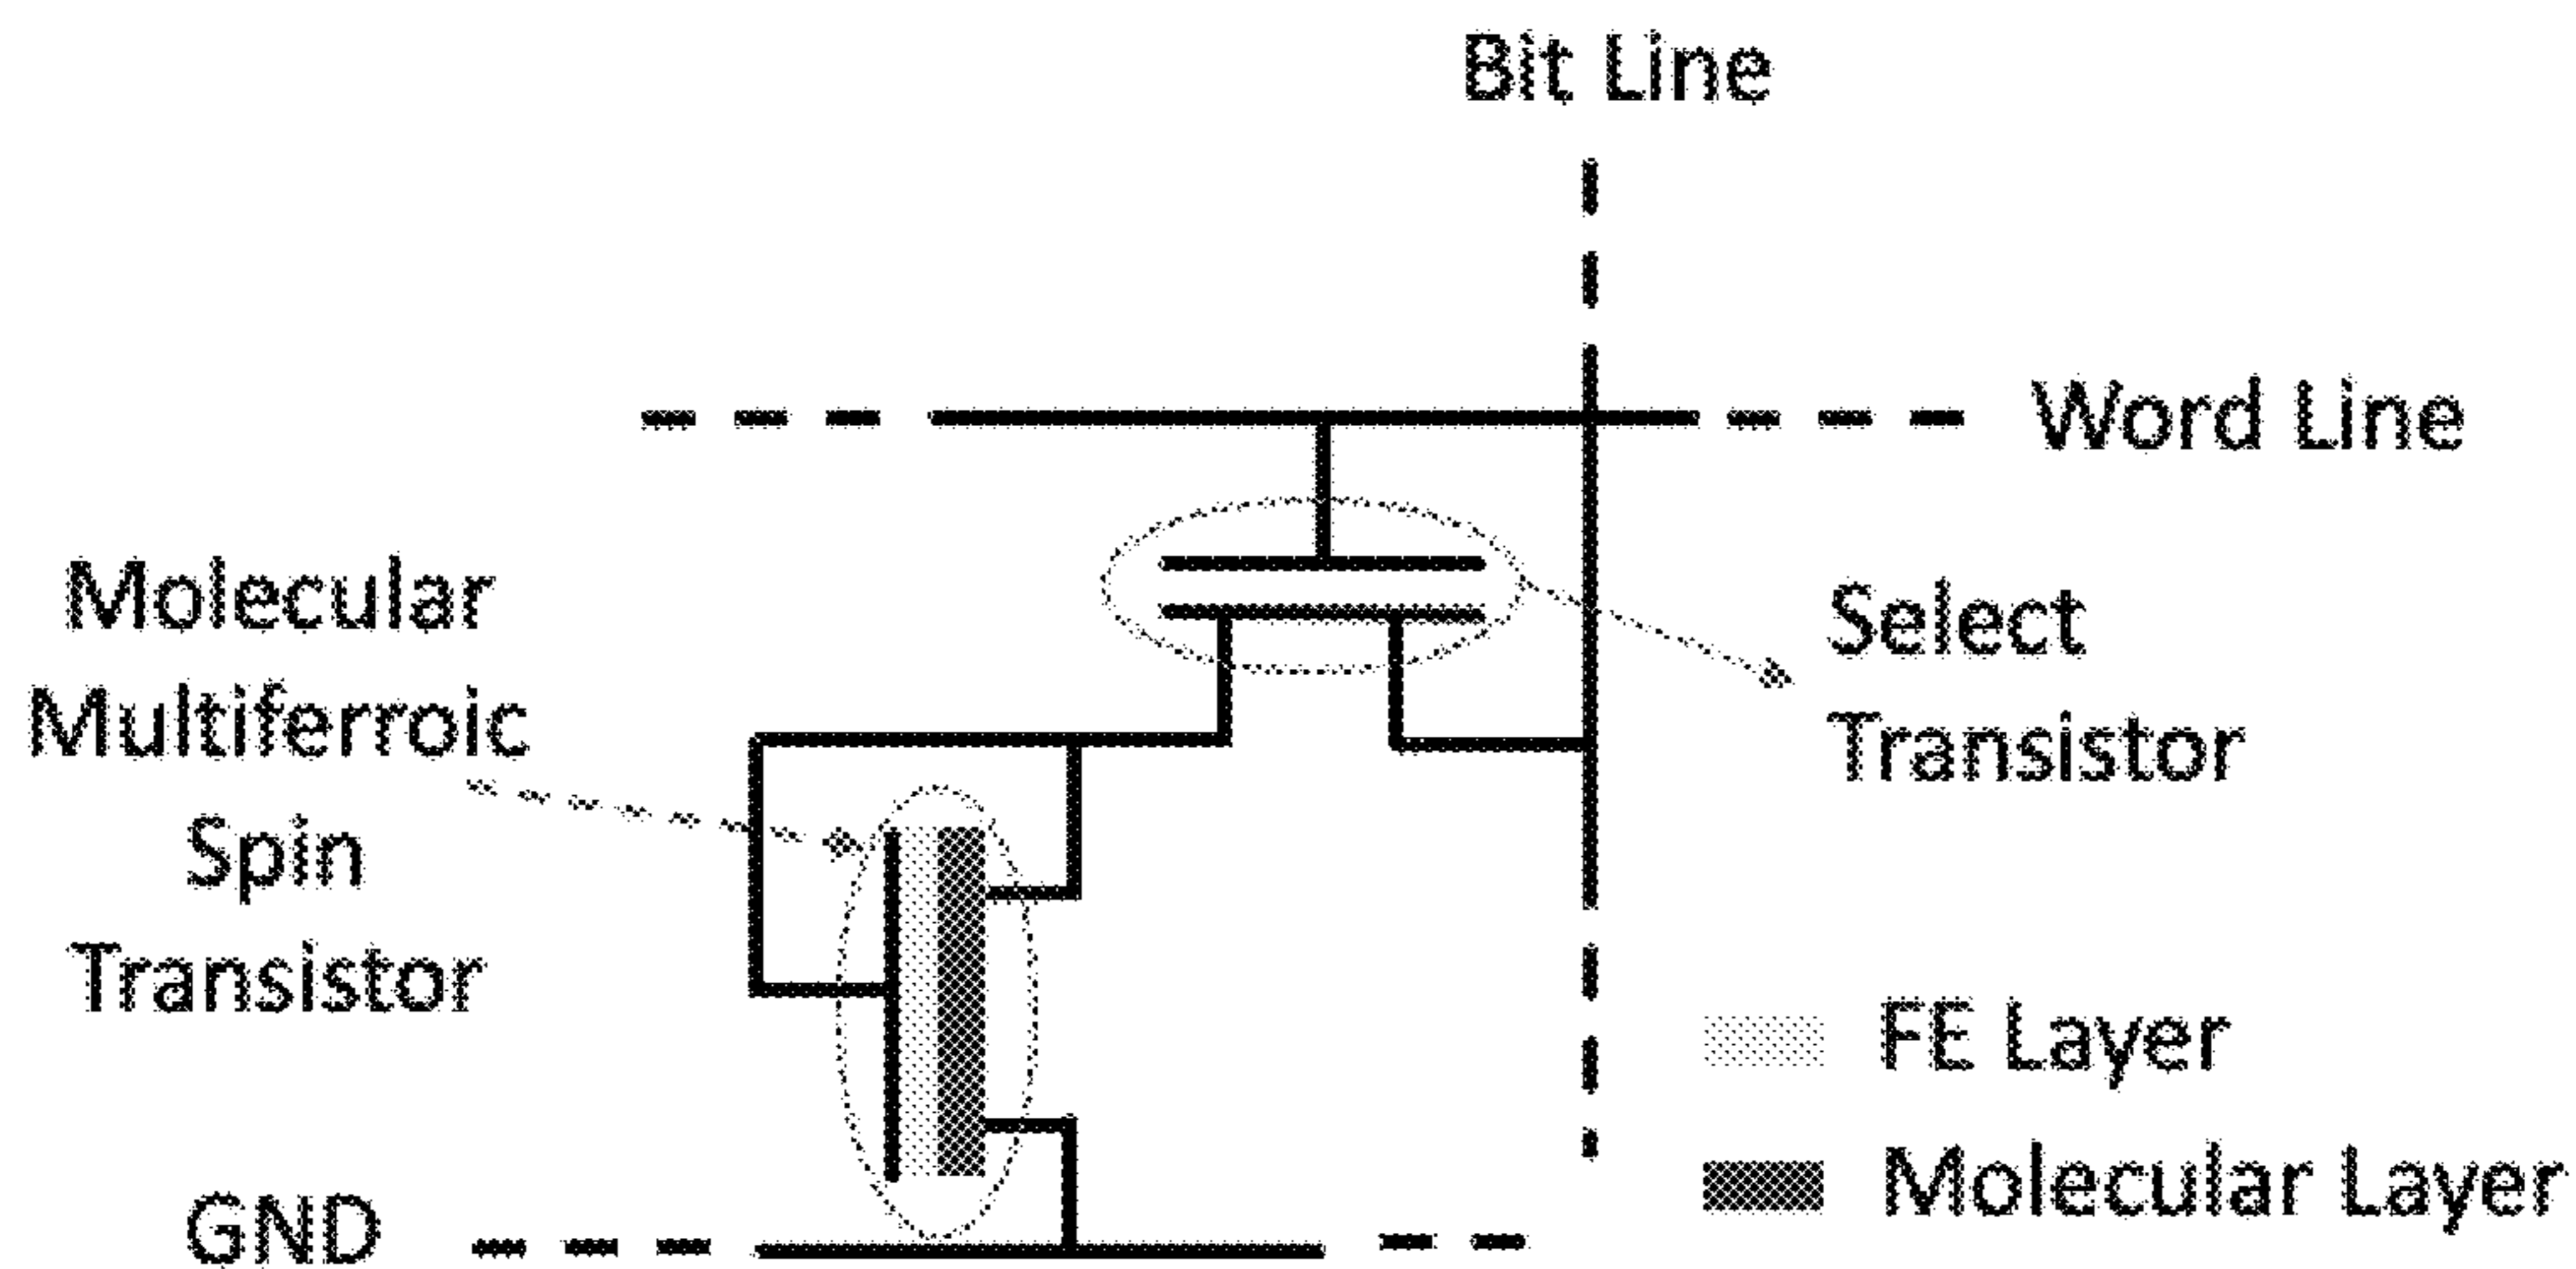 Bit Line
Word Line
Molecular
Multiferroic
Spin
Transistor
Select
Transistor
FE Layer
Molecular Layer
GND